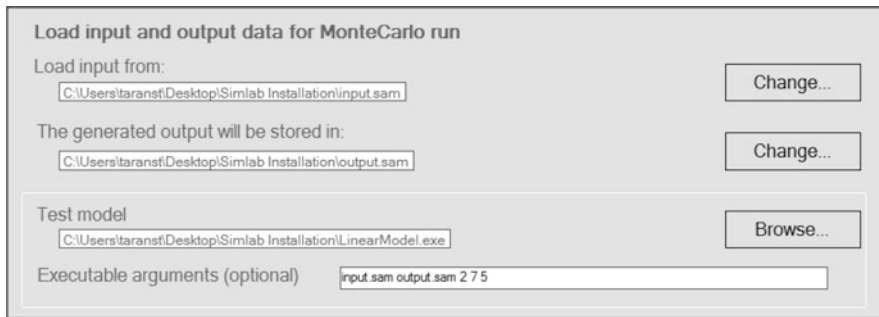 Load input and output data for MonteCarlo run
Load input from:
C:\Users\taranst\Desktop\Simlab Installation\input.sam
Change...
The generated output will be stored in:
C:\Users\taranst\Desktop\Simlab Installation\output.sam
Change...
Test model
C:\Users\taranst\Desktop\Simlab Installation\LinearModel.exe
Browse...
Executable arguments (optional)
input.sam output.sam 2 7 5